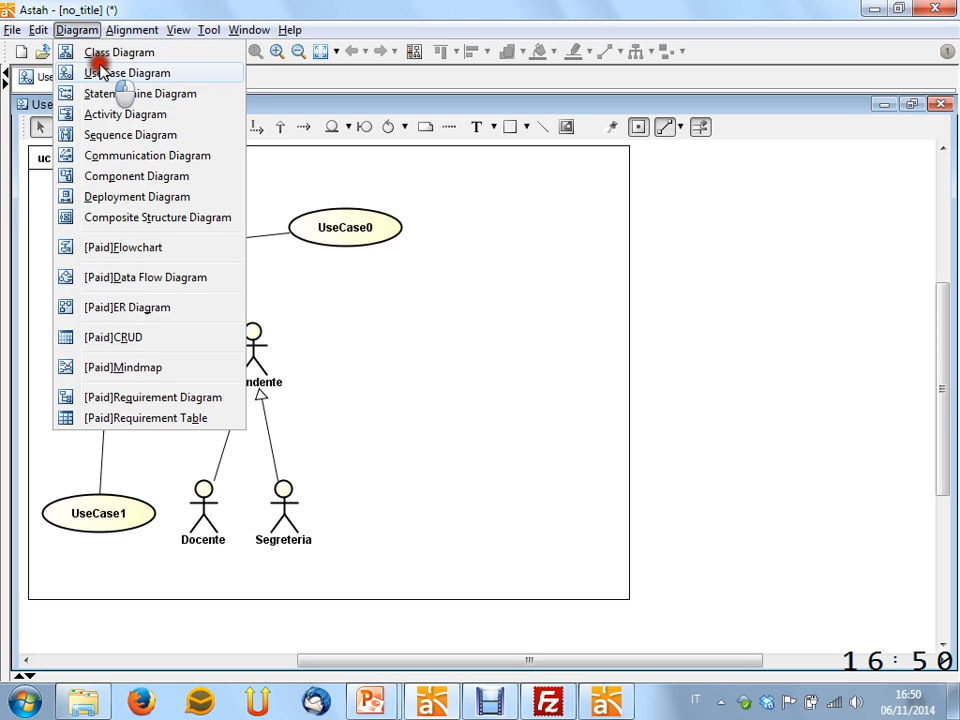 Astah - [no_title] (*)
File Edit Diagram Alignment View Tool Window Help
Class Diagram
UseCase Diagram
Statemachine Diagram
Activity Diagram
Sequence Diagram
Communication Diagram
Component Diagram
Deployment Diagram
Composite Structure Diagram
[Paid]Flowchart
[Paid]Data Flow Diagram
[Paid]ER Diagram
[Paid]CRUD
[Paid]Mindmap
[Paid]Requirement Diagram
[Paid]Requirement Table
1
Use
Use
T
uc
UseCase0
ndente
UseCase1
Docente
Segreteria
16:50
IT
16:50
06/11/2014